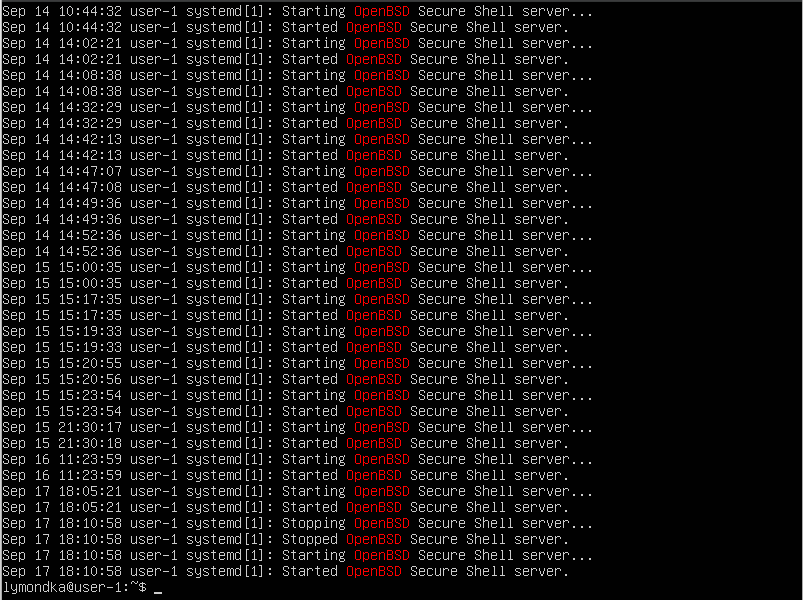 Sep 14 10:44:32 user-1 systemd[1]: Starting OpenBSD Secure Shell server...
Sep 14 10:44:32 user-1 systemd[1]: Started OpenBSD Secure Shell server.
Sep 14 14:02:21 user-1 systemd[1]: Starting OpenBSD Secure Shell server...
Sep 14 14:02:21 user-1 systemd[1]: Started OpenBSD Secure Shell server.
Sep 14 14:08:38 user-1 systemd[1]: Starting OpenBSD Secure Shell server...
Sep 14 14:08:38 user-1 systemd[1]: Started OpenBSD Secure Shell server.
Sep 14 14:32:29 user-1 systemd[1]: Starting OpenBSD Secure Shell server...
Sep 14 14:32:29 user-1 systemd[1]: Started OpenBSD Secure Shell server.
Sep 14 14:42:13 user-1 systemd[1]: Starting OpenBSD Secure Shell server...
Sep 14 14:42:13 user-1 systemd[1]: Started OpenBSD Secure Shell server.
Sep 14 14:47:07 user-1 systemd[1]: Starting OpenBSD Secure Shell server...
Sep 14 14:47:08 user-1 systemd[1]: Started OpenBSD Secure Shell server.
Sep 14 14:49:36 user-1 systemd[1]: Starting OpenBSD Secure Shell server...
Sep 14 14:49:36 user-1 systemd[1]: Started OpenBSD Secure Shell server.
Sep 14 14:52:36 user-1 systemd[1]: Starting OpenBSD Secure Shell server...
Sep 14 14:52:36 user-1 systemd[1]: Started OpenBSD Secure Shell server.
Sep 15 15:00:35 user-1 systemd[1]: Starting OpenBSD Secure Shell server...
Sep 15 15:00:35 user-1 systemd[1]: Started OpenBSD Secure Shell server.
Sep 15 15:17:35 user-1 systemd[1]: Starting OpenBSD Secure Shell server...
Sep 15 15:17:35 user-1 systemd[1]: Started OpenBSD Secure Shell server.
Sep 15 15:19:33 user-1 systemd[1]: Starting OpenBSD Secure Shell server...
Sep 15 15:19:33 user-1 systemd[1]: Started OpenBSD Secure Shell server.
Sep 15 15:20:55 user-1 systemd[1]: Starting OpenBSD Secure Shell server...
Sep 15 15:20:56 user-1 systemd[1]: Started OpenBSD Secure Shell server.
Sep 15 15:23:54 user-1 systemd[1]: Starting OpenBSD Secure Shell server...
Sep 15 15:23:54 user-1 systemd[1]: Started OpenBSD Secure Shell server.
Sep 15 21:30:17 user-1 systemd[1]: Starting OpenBSD Secure Shell server...
Sep 15 21:30:18 user-1 systemd[1]: Started OpenBSD Secure Shell server.
Sep 16 11:23:59 user-1 systemd[1]: Starting OpenBSD Secure Shell server...
Sep 16 11:23:59 user-1 systemd[1]: Started OpenBSD Secure Shell server.
Sep 17 18:05:21 user-1 systemd[1]: Starting OpenBSD Secure Shell server...
Sep 17 18:05:21 user-1 systemd[1]: Started OpenBSD Secure Shell server.
Sep 17 18:10:58 user-1 systemd[1]: Stopping OpenBSD Secure Shell server...
Sep 17 18:10:58 user-1 systemd[1]: Stopped OpenBSD Secure Shell server.
Sep 17 18:10:58 user-1 systemd[1]: Starting OpenBSD Secure Shell server...
Sep 17 18:10:58 user-1 systemd[1]: Started OpenBSD Secure Shell server.
lymondka@user-1:~$ _